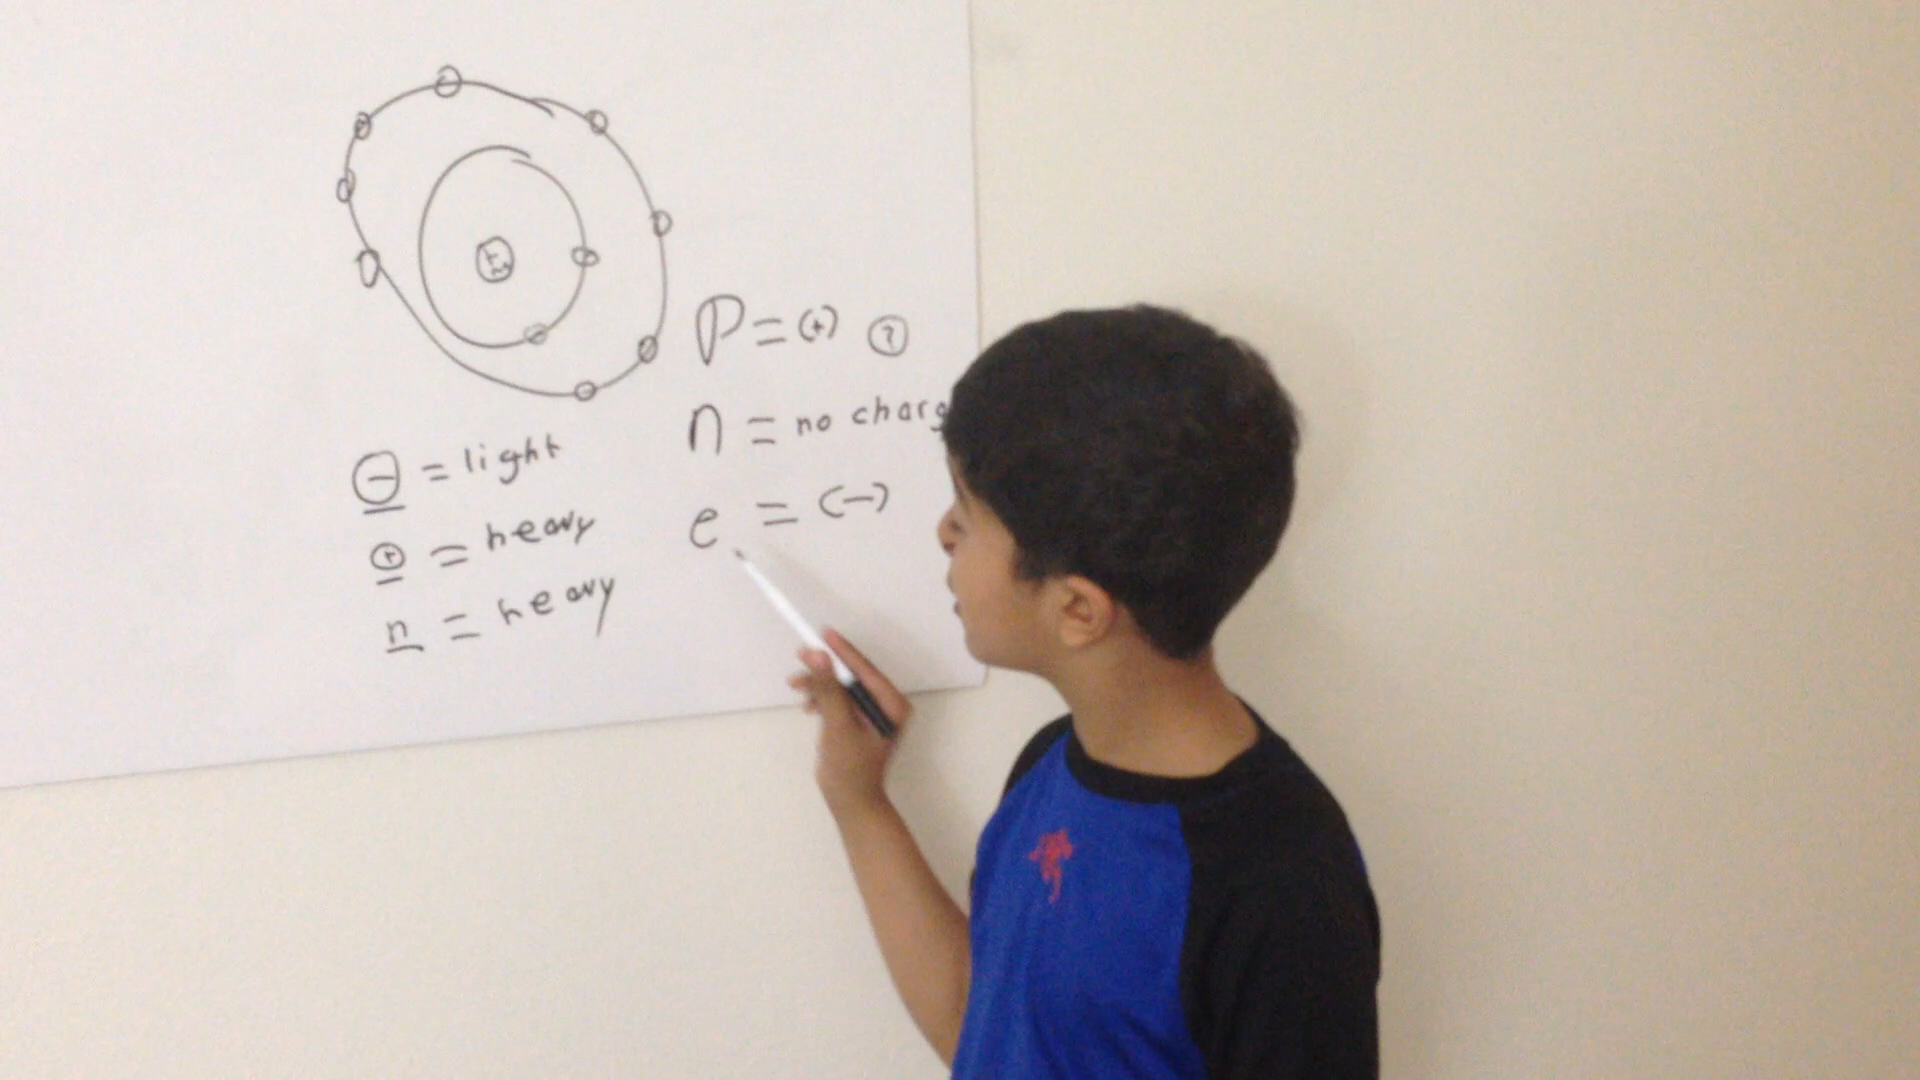 P = (+) ?
n = no charg
e = (-)
⊖ = light
⊕ = heavy
n = heavy